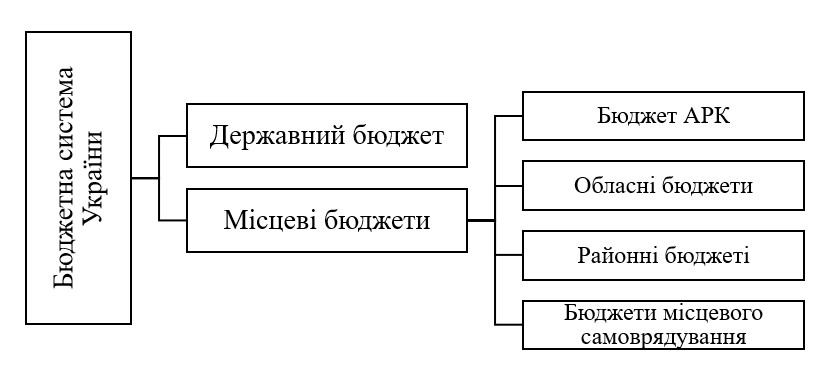 Бюджетна система
України
Державний бюджет
Місцеві бюджети
Бюджет АРК
Обласні бюджети
Районні бюджеті
Бюджети місцевого
самоврядування